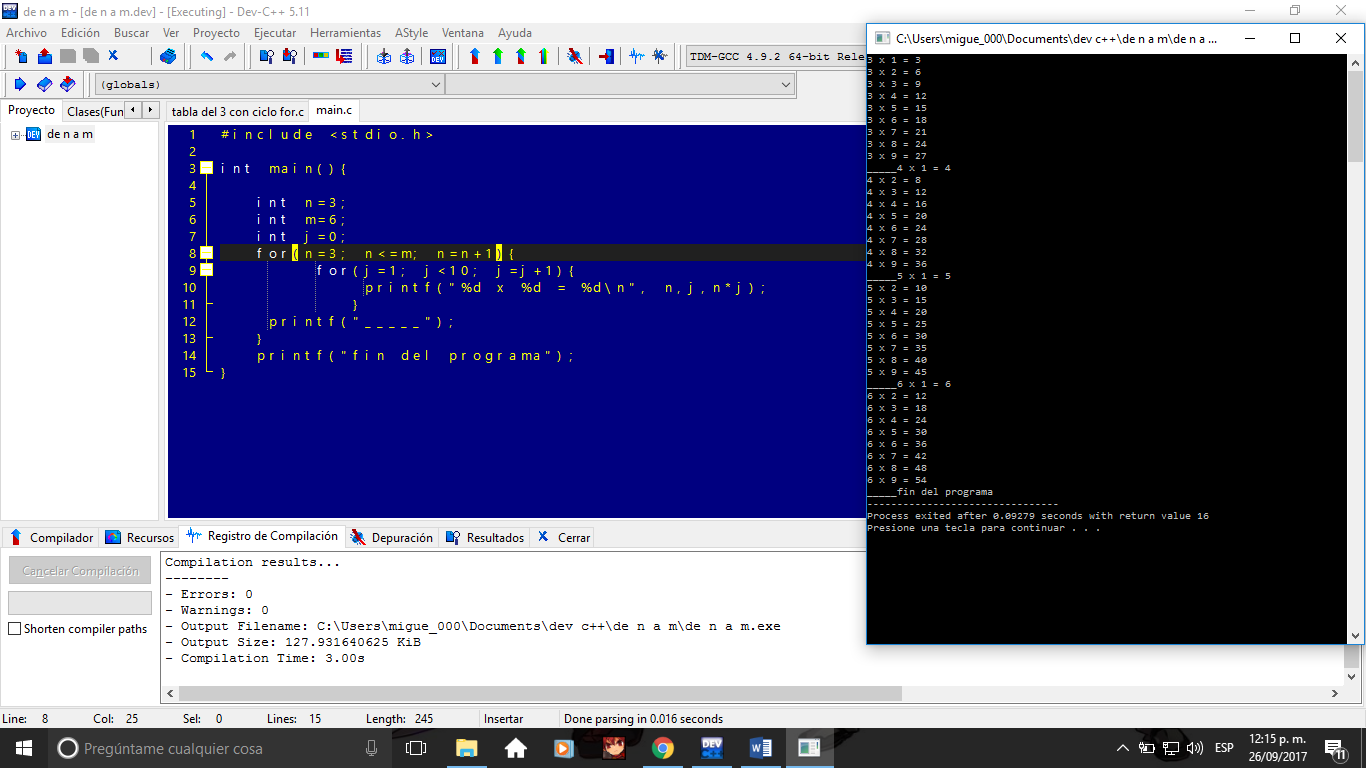 de n a m - [de n a m.dev] - [Executing] - Dev-C++ 5.11
Archivo Edición Buscar Ver Proyecto Ejecutar Herramientas AStyle Ventana Ayuda
TDM-GCC 4.9.2 64-bit Rele
(globals)
Proyecto Clases(Fun
de n a m
tabla del 3 con ciclo for.c main.c
1 #include <stdio.h>
2
3 int main(){
4
5 int n=3;
6 int m=6;
7 int j=0;
8 for(n=3; n<=m; n=n+1){
9 for(j=1; j<10; j=j+1){
10 printf("%d x %d = %d\n", n,j,n*j);
11 }
12 printf("_____");
13 }
14 printf("fin del programa");
15 }
C:\Users\migue_000\Documents\dev c++\de n a m\de n a ...
3 x 1 = 3
3 x 2 = 6
3 x 3 = 9
3 x 4 = 12
3 x 5 = 15
3 x 6 = 18
3 x 7 = 21
3 x 8 = 24
3 x 9 = 27
_____4 x 1 = 4
4 x 2 = 8
4 x 3 = 12
4 x 4 = 16
4 x 5 = 20
4 x 6 = 24
4 x 7 = 28
4 x 8 = 32
4 x 9 = 36
_____5 x 1 = 5
5 x 2 = 10
5 x 3 = 15
5 x 4 = 20
5 x 5 = 25
5 x 6 = 30
5 x 7 = 35
5 x 8 = 40
5 x 9 = 45
_____6 x 1 = 6
6 x 2 = 12
6 x 3 = 18
6 x 4 = 24
6 x 5 = 30
6 x 6 = 36
6 x 7 = 42
6 x 8 = 48
6 x 9 = 54
_____fin del programa
--------------------------------
Process exited after 0.09279 seconds with return value 16
Presione una tecla para continuar . . .
Compilador Recursos Registro de Compilación Depuración Resultados Cerrar
Cancelar Compilación
Shorten compiler paths
Compilation results...
--------
- Errors: 0
- Warnings: 0
- Output Filename: C:\Users\migue_000\Documents\dev c++\de n a m\de n a m.exe
- Output Size: 127.931640625 KiB
- Compilation Time: 3.00s
Line: 8 Col: 25 Sel: 0 Lines: 15 Length: 245 Insertar Done parsing in 0.016 seconds
Pregúntame cualquier cosa
ESP
12:15 p. m.
26/09/2017
11